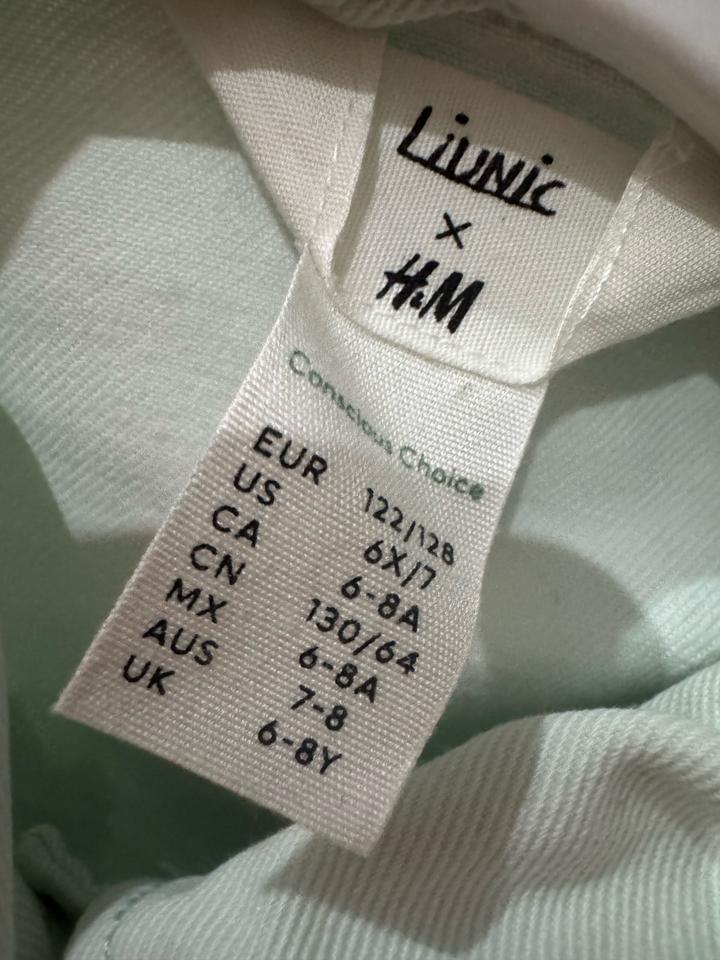 Liunic
x
H&M
Conscious Choice
EUR 122/128
US 6X/7
CA 6-8A
CN 130/64
MX 6-8A
AUS 7-8
UK 6-8Y